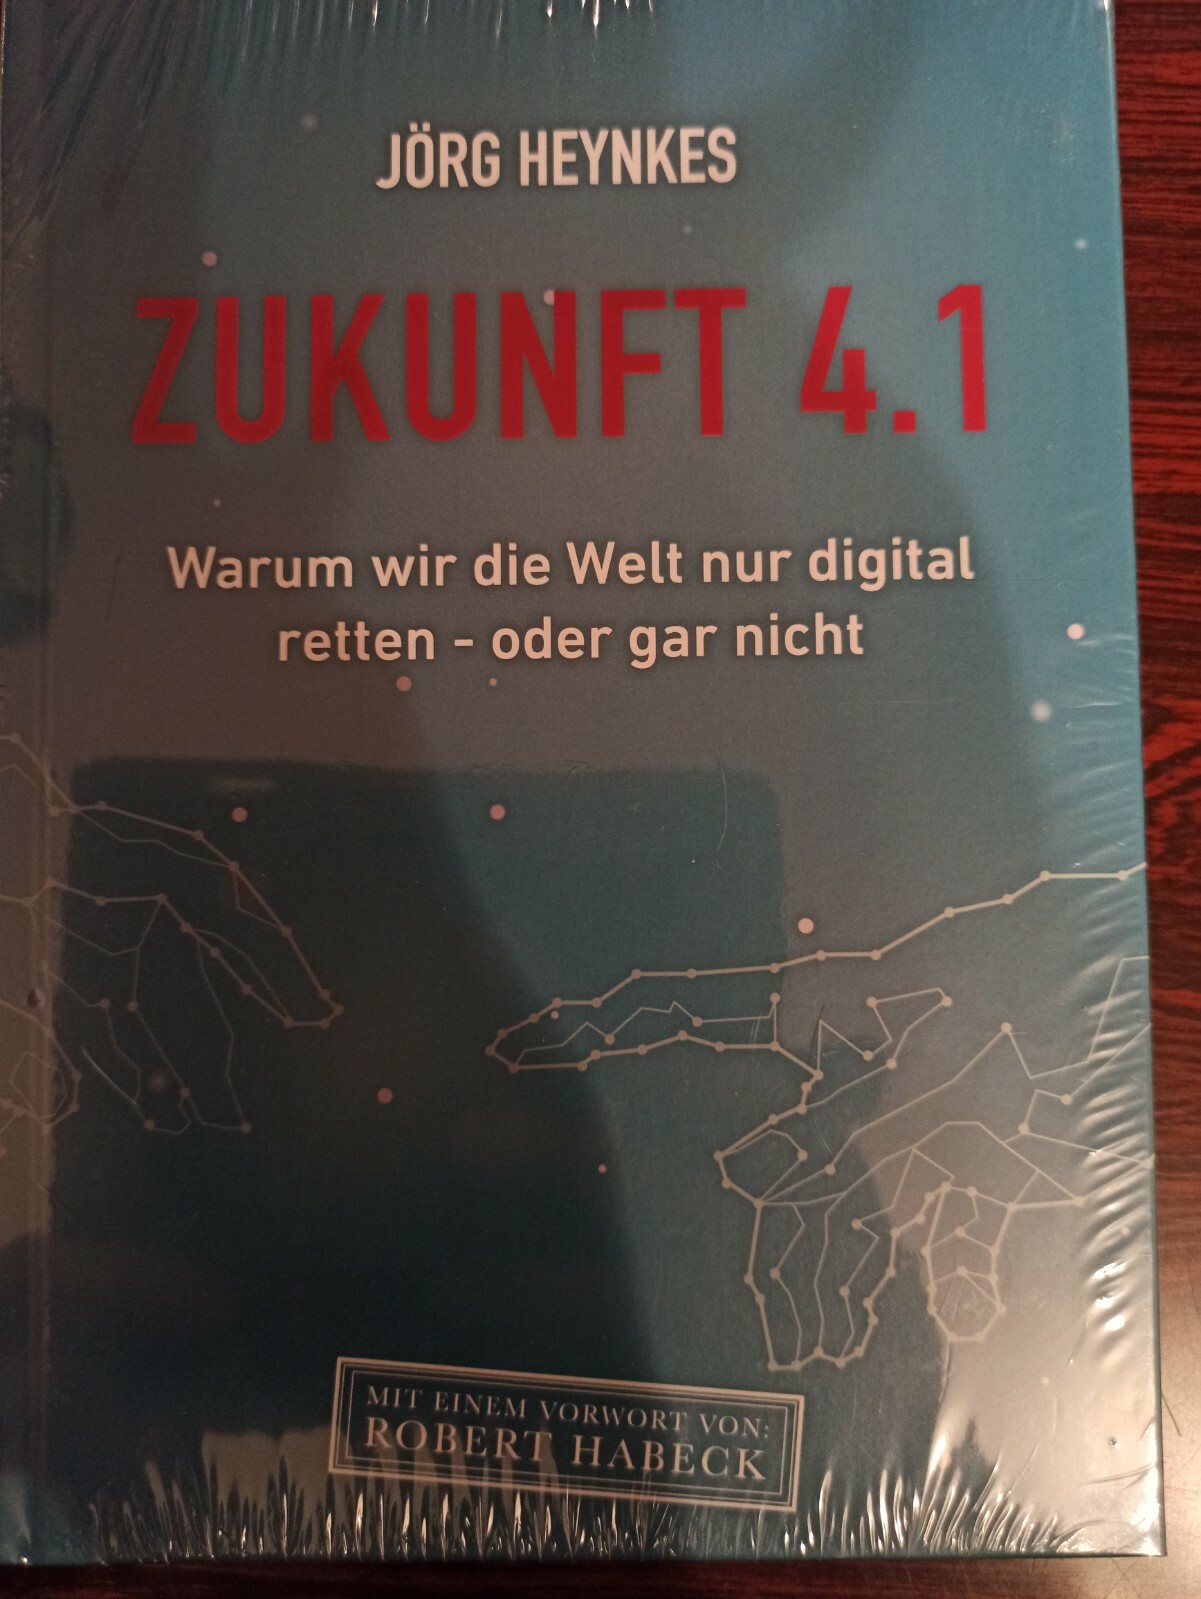 JÖRG HEYNKES
ZUKUNFT 4.1
Warum wir die Welt nur digital
retten - oder gar nicht
MIT EINEM VORWORT VON:
ROBERT HABECK